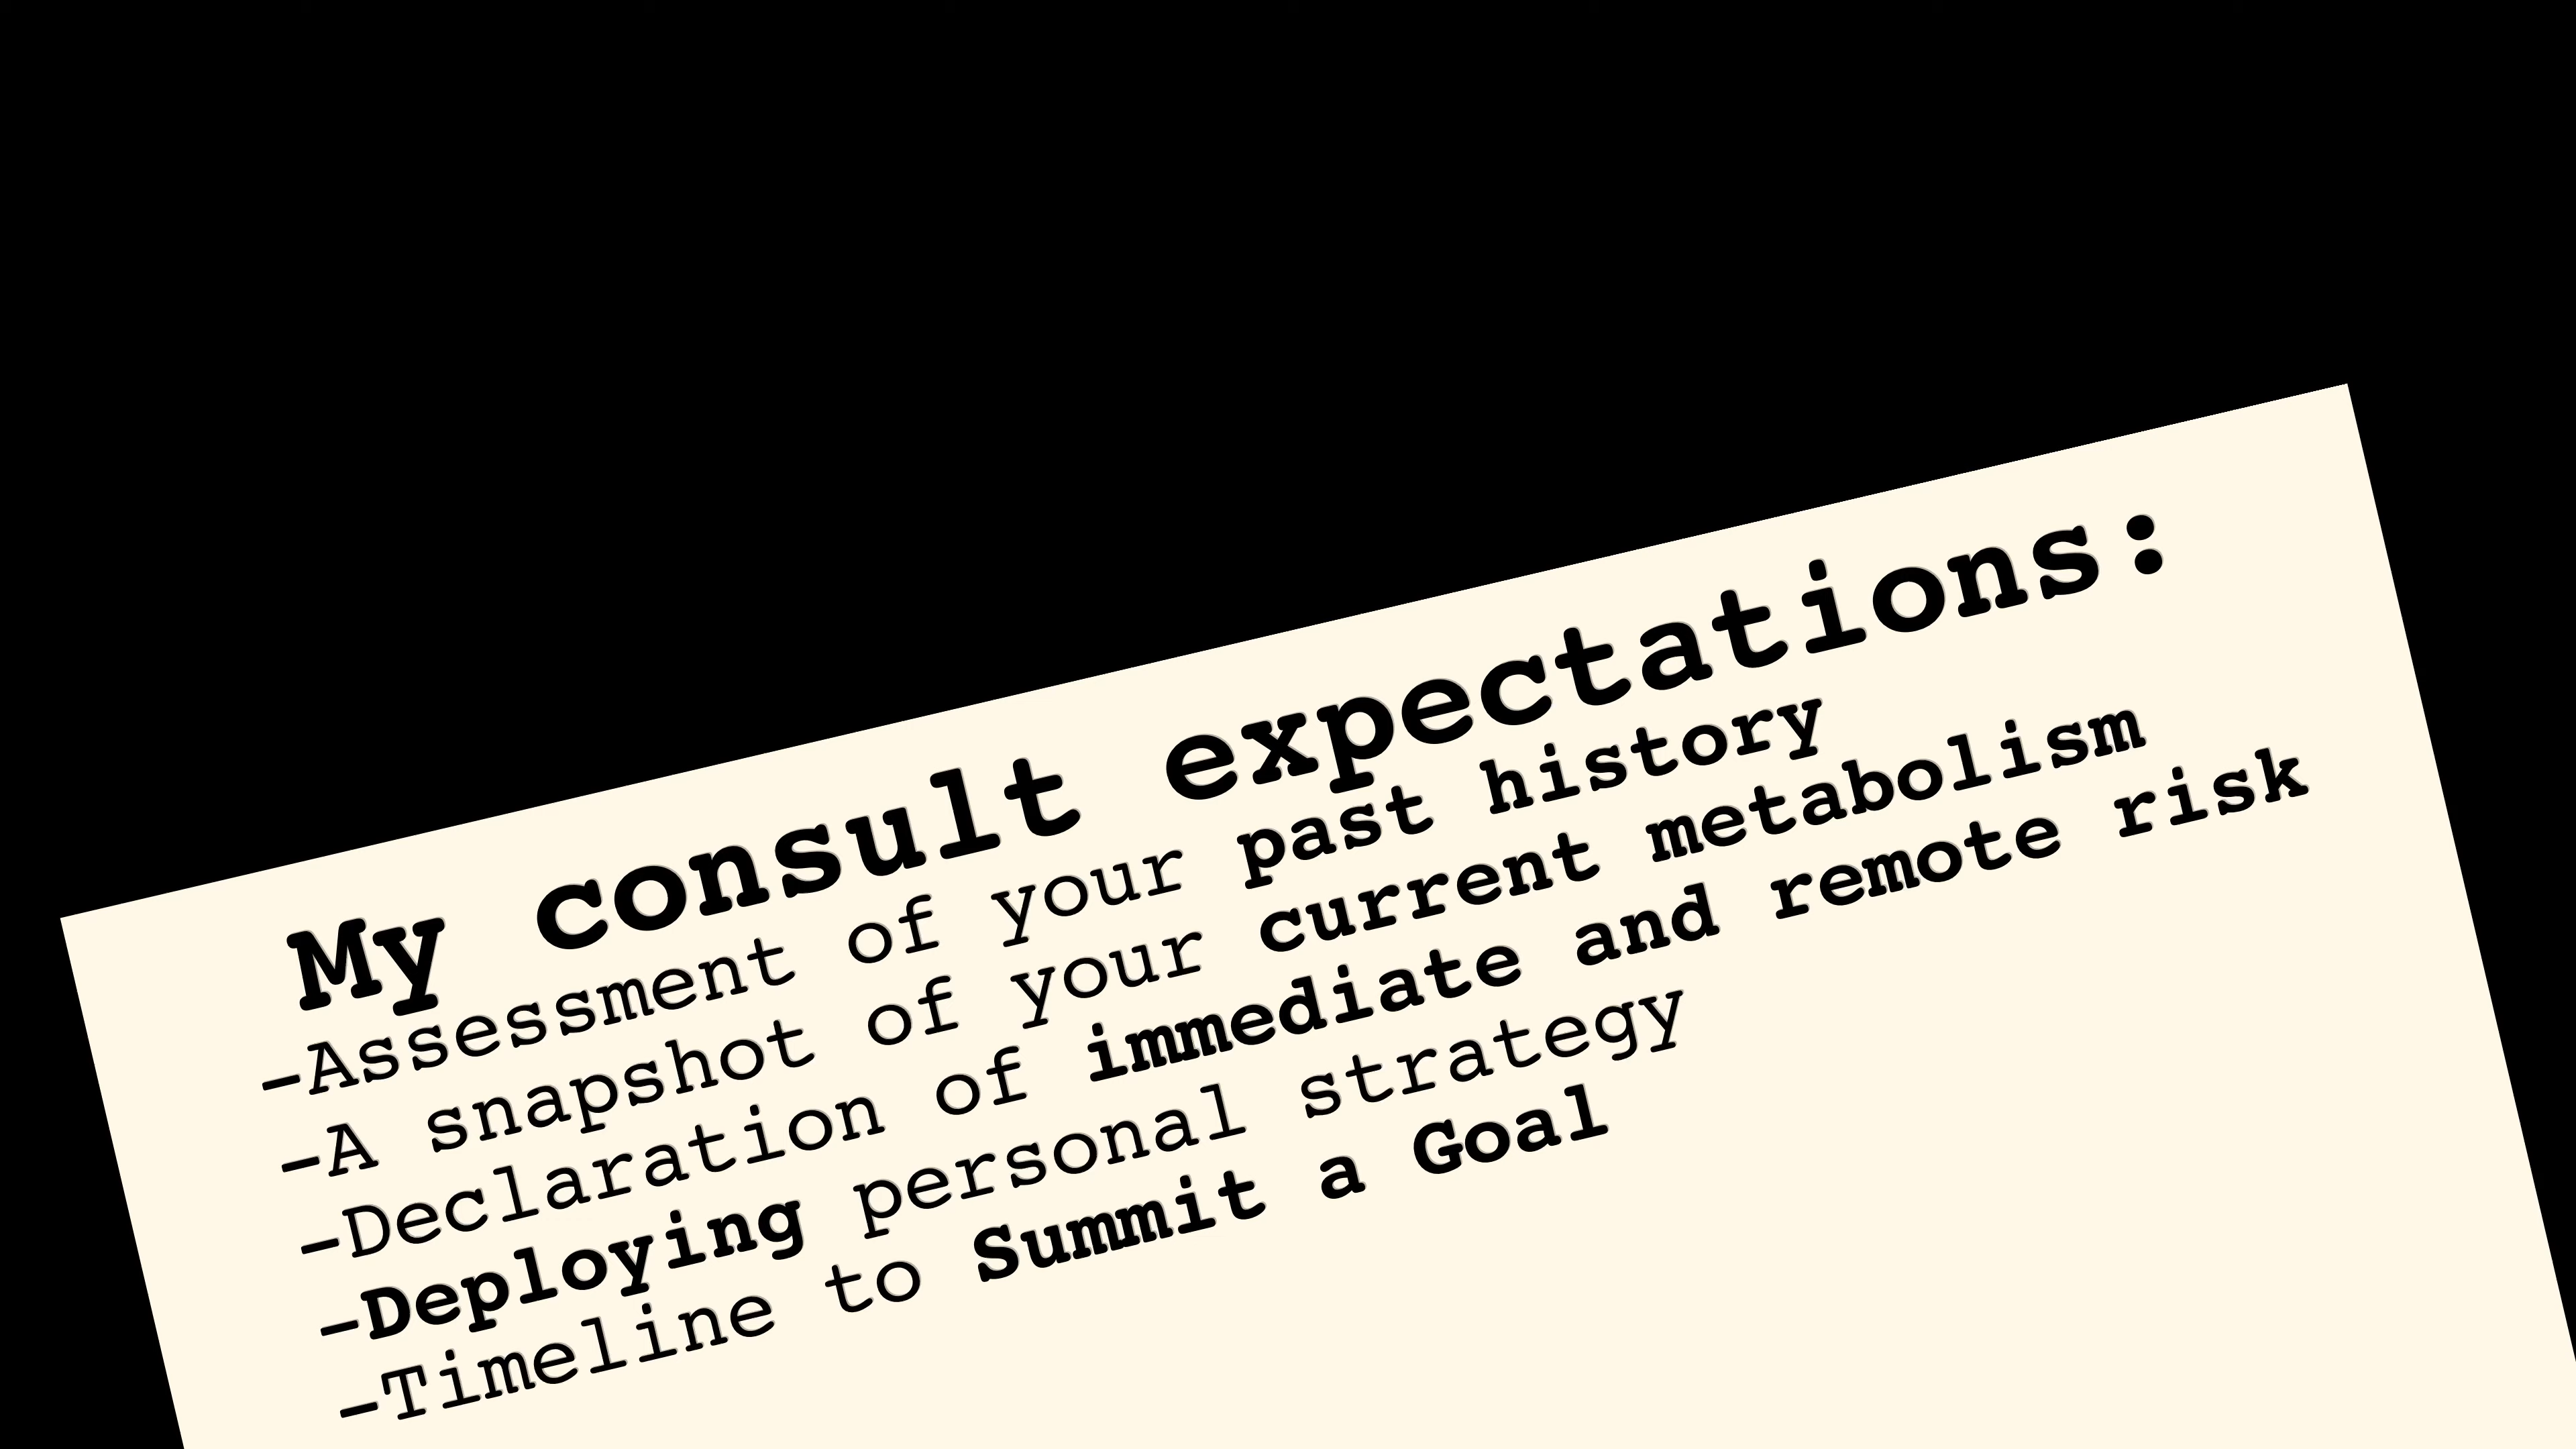 My consult expectations:
-Assessment of your past history
-A snapshot of your current metabolism
-Declaration of immediate and remote risk
-Deploying personal strategy
-Timeline to Summit a Goal